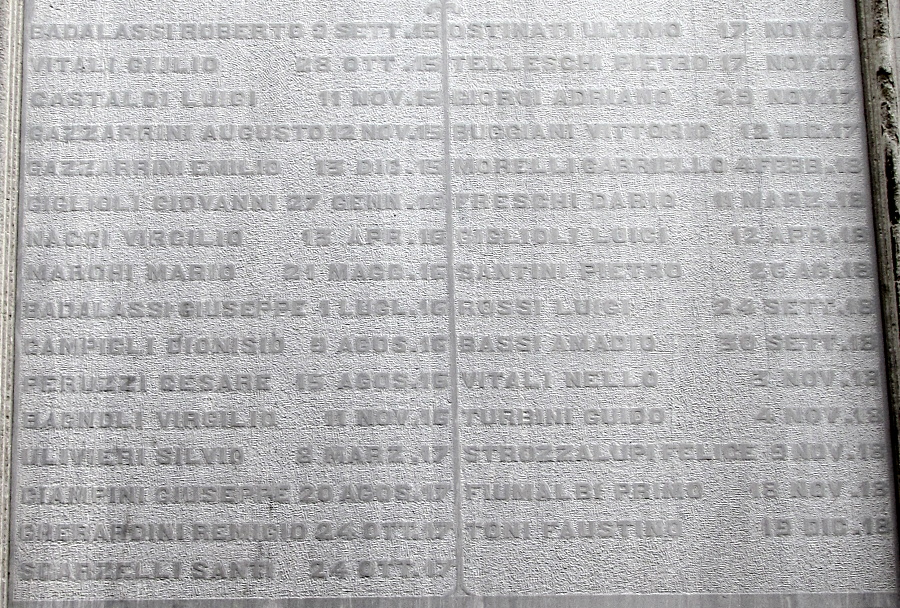 BADALASSI ROBERTO 3 SETT.15
VITALI GIULIO 28 OTT.15
CASTALDI LUIGI 11 NOV.15
GAZZARRINI AUGUSTO 12 NOV.15
GAZZARRINI EMILIO 13 DIC.15
GIGLIOLI GIOVANNI 27 GENN.16
NACCI VIRGILIO 13 APR.16
MARCHI MARIO 21 MAGG.16
BADALASSI GIUSEPPE 1 LUGL.16
CAMPIGLI DIONISIO 9 AGOS.16
PERUZZI CESARE 15 AGOS.16
BAGNOLI VIRGILIO 11 NOV.16
ULIVIERI SILVIO 8 MARZ.17
CIAMPINI GIUSEPPE 20 AGOS.17
GHERARDINI REMIGIO 24 OTT.17
SCARZELLI SANTI 24 OTT.17
OSTINATI ULTIMO 17 NOV.17
TELLESCHI PIETRO 17 NOV.17
GIORGI ADRIANO 29 NOV.17
BUGGIANI VITTORIO 12 DIC.17
MORELLI GABRIELLO 4 FEBB.18
FRESCHI DARIO 11 MARZ.18
GIGLIOLI LUIGI 12 APR.18
SANTINI PIETRO 26 AG.18
ROSSI LUIGI 24 SETT.18
BASSI AMADIO 30 SETT.18
VITALI NELLO 3 NOV.18
TURBINI GUIDO 4 NOV.18
STROZZALUPI FELICE 9 NOV.18
FIUMALBI PRIMO 18 NOV.18
TONI FAUSTINO 19 DIC.18